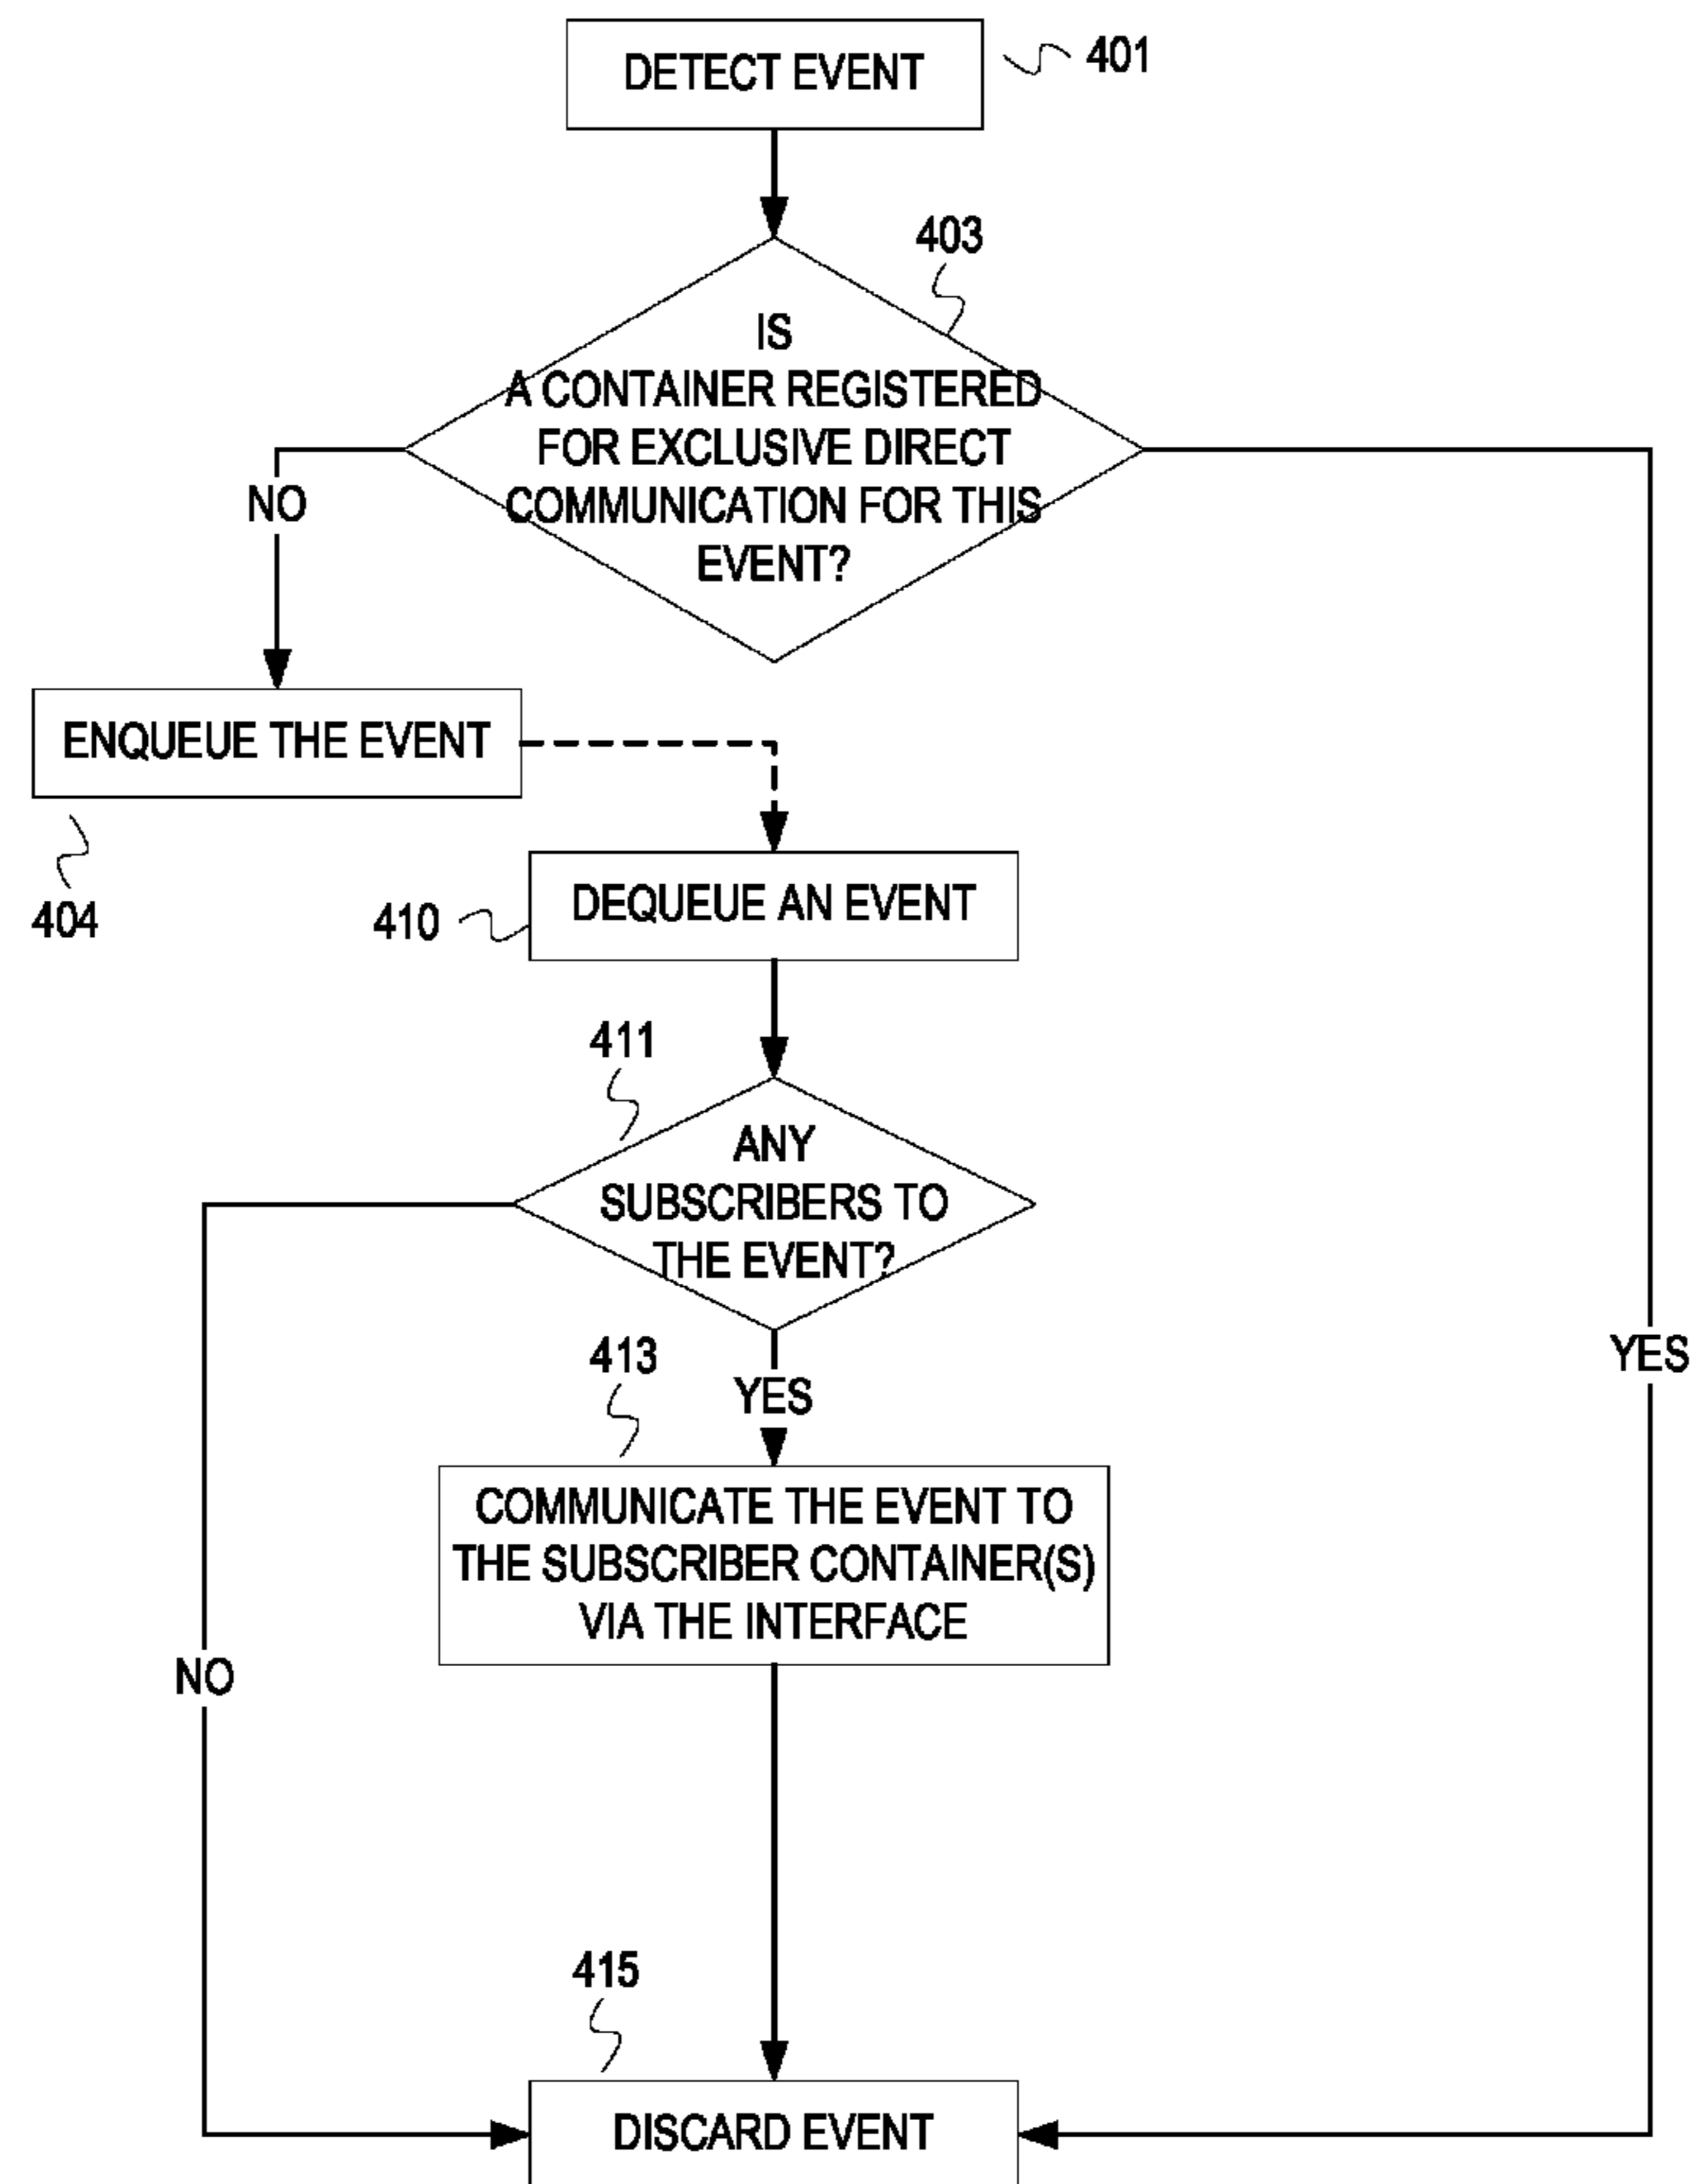 DETECT EVENT
401
403
IS
A CONTAINER REGISTERED
FOR EXCLUSIVE DIRECT
COMMUNICATION FOR THIS
EVENT?
NO
ENQUEUE THE EVENT
404
410
DEQUEUE AN EVENT
411
ANY
SUBSCRIBERS TO
THE EVENT?
YES
413
YES
COMMUNICATE THE EVENT TO
THE SUBSCRIBER CONTAINER(S)
VIA THE INTERFACE
NO
415
DISCARD EVENT